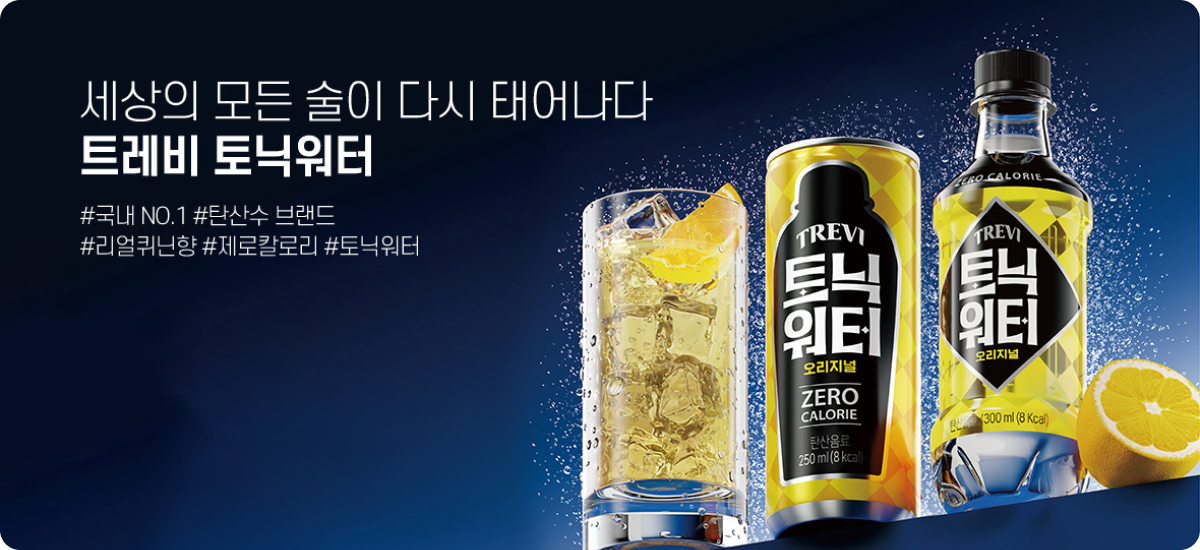 세상의 모든 술이 다시 태어나다
트레비 토닉워터
#국내 NO.1 #탄산수 브랜드
#리얼퀴닌향 #제로칼로리 #토닉워터
TREVI
토닉
워터
오리지널
ZERO
CALORIE
탄산음료
250 ml (8 kcal)
ZERO CALORIE
TREVI
토닉
워터
오리지널
300 ml (8 Kcal)